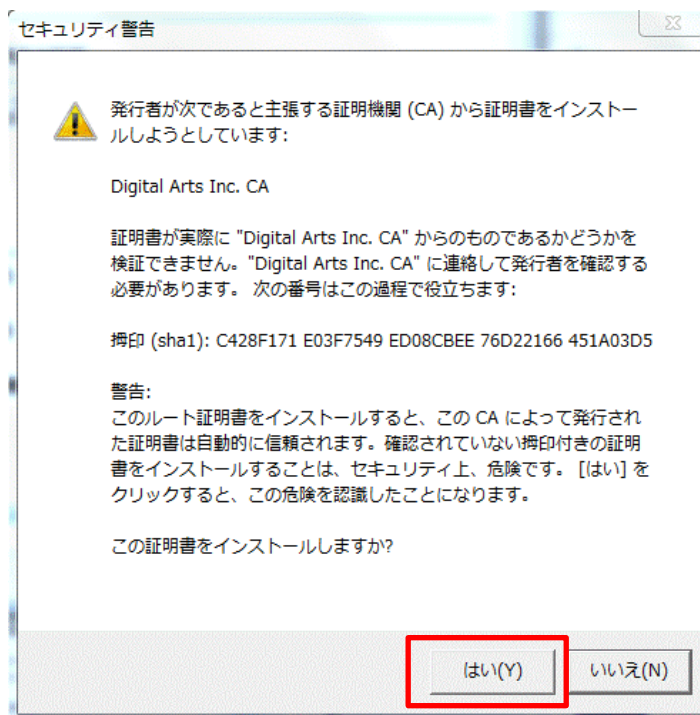 セキュリティ警告
発行者が次であると主張する証明機関 (CA) から証明書をインストー
ルしようとしています:
Digital Arts Inc. CA
証明書が実際に "Digital Arts Inc. CA" からのものであるかどうかを
検証できません。"Digital Arts Inc. CA" に連絡して発行者を確認する
必要があります。 次の番号はこの過程で役立ちます:
拇印 (sha1): C428F171 E03F7549 ED08CBEE 76D22166 451A03D5
警告:
このルート証明書をインストールすると、この CA によって発行され
た証明書は自動的に信頼されます。確認されていない拇印付きの証明
書をインストールすることは、セキュリティ上、危険です。 [はい] を
クリックすると、この危険を認識したことになります。
この証明書をインストールしますか?
はい(Y) いいえ(N)